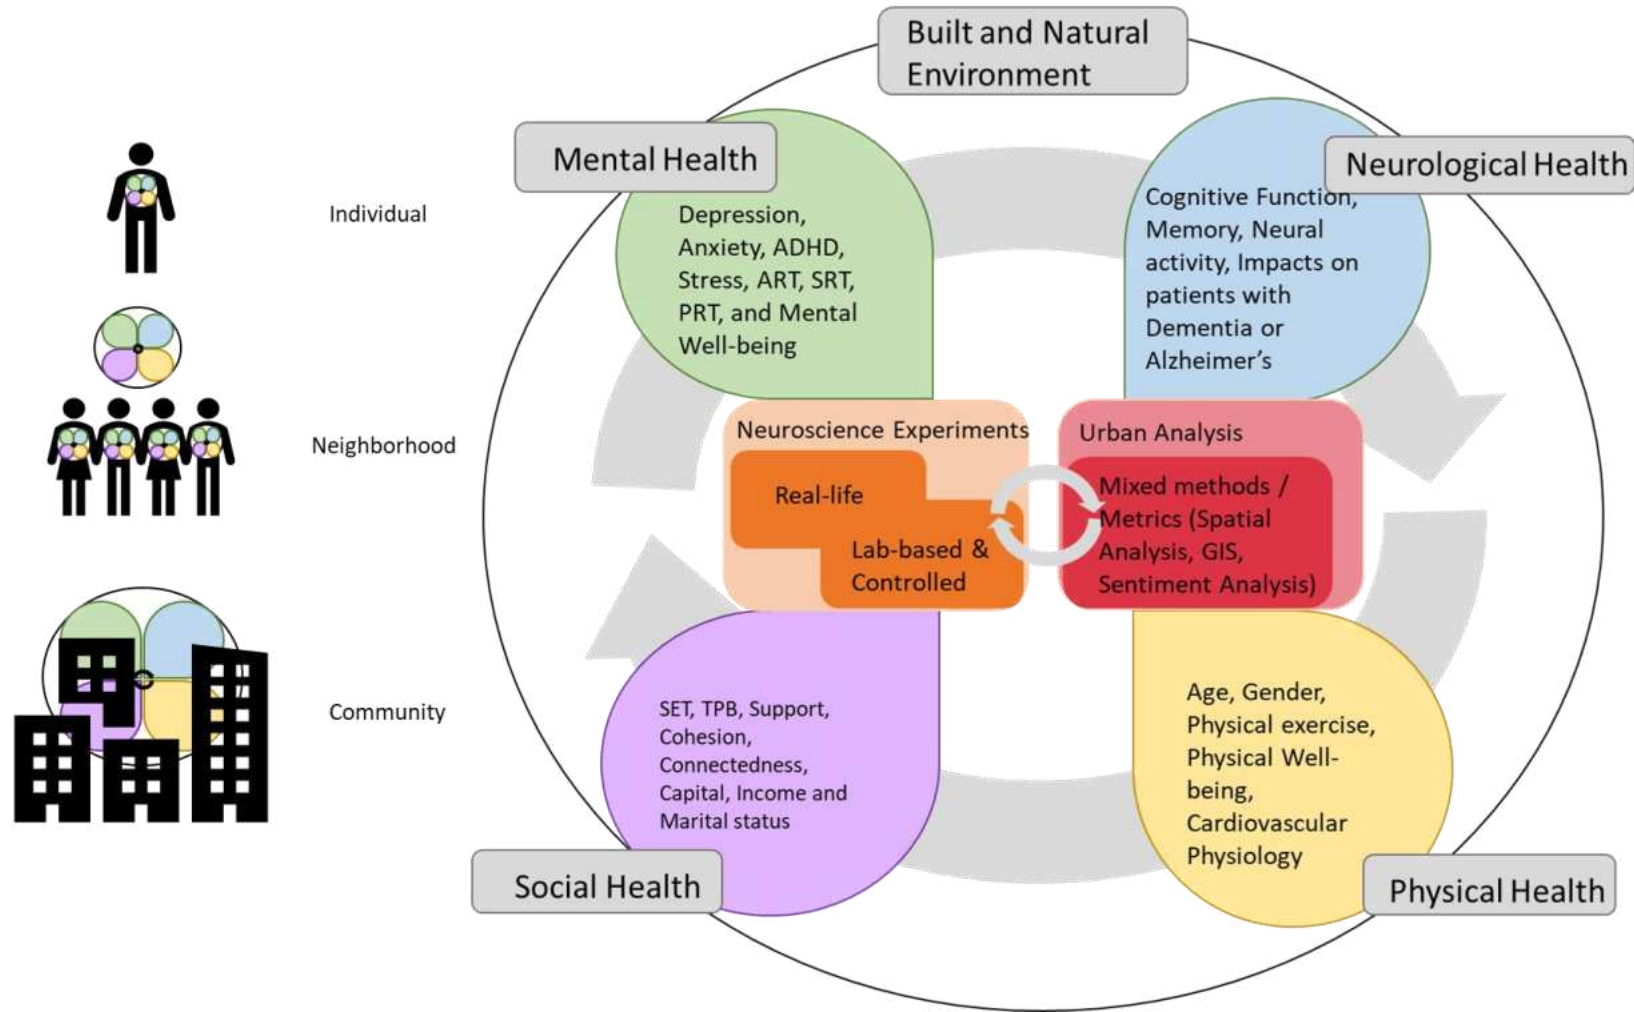 Built and Natural
Environment
Mental Health
Neurological Health
Individual
Depression,
Anxiety, ADHD,
Stress, ART, SRT,
PRT, and Mental
Well-being
Cognitive Function,
Memory, Neural
activity, Impacts on
patients with
Dementia or
Alzheimer’s
Neighborhood
Neuroscience Experiments
Real-life
Lab-based &
Controlled
Urban Analysis
Mixed methods /
Metrics (Spatial
Analysis, GIS,
Sentiment Analysis)
Community
SET, TPB, Support,
Cohesion,
Connectedness,
Capital, Income and
Marital status
Age, Gender,
Physical exercise,
Physical Well-
being,
Cardiovascular
Physiology
Social Health
Physical Health